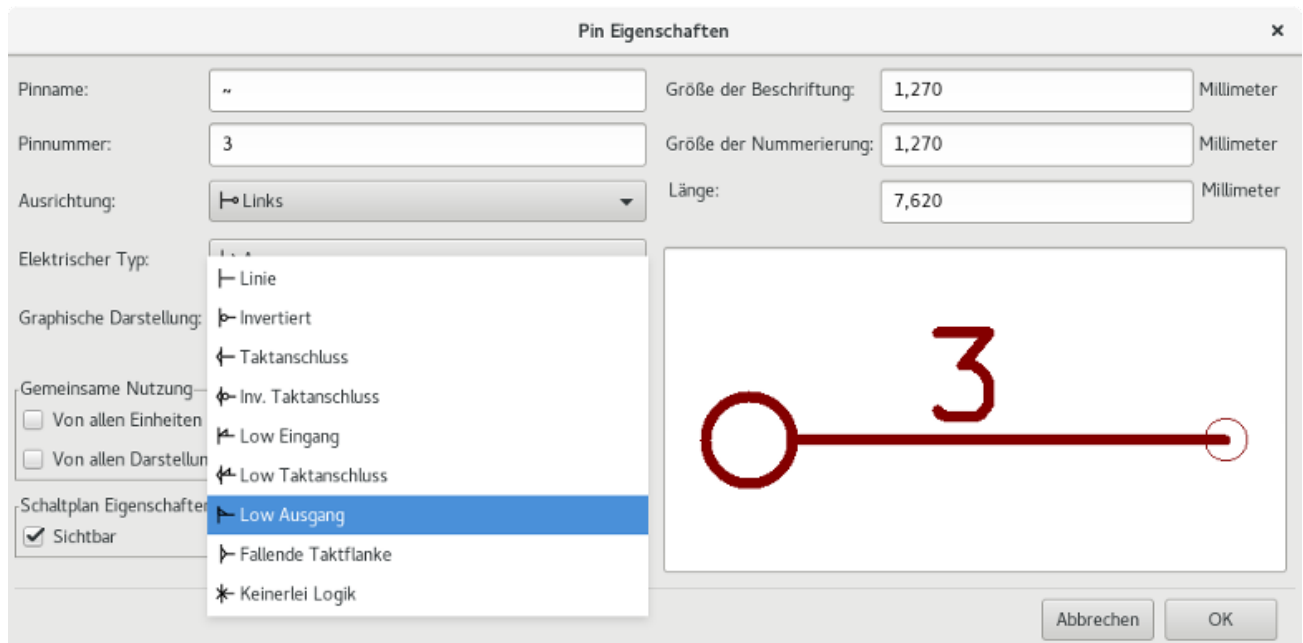 Pin Eigenschaften
Pinname:
~
Größe der Beschriftung:
1,270
Millimeter
Pinnummer:
3
Größe der Nummerierung:
1,270
Millimeter
Ausrichtung:
Links
Länge:
7,620
Millimeter
Elektrischer Typ:
Graphische Darstellung:
Linie
Invertiert
Taktanschluss
Inv. Taktanschluss
Low Eingang
Low Taktanschluss
Low Ausgang
Fallende Taktflanke
Keinerlei Logik
Gemeinsame Nutzung
Von allen Einheiten
Von allen Darstellun
Schaltplan Eigenschafter
Sichtbar
3
Abbrechen
OK